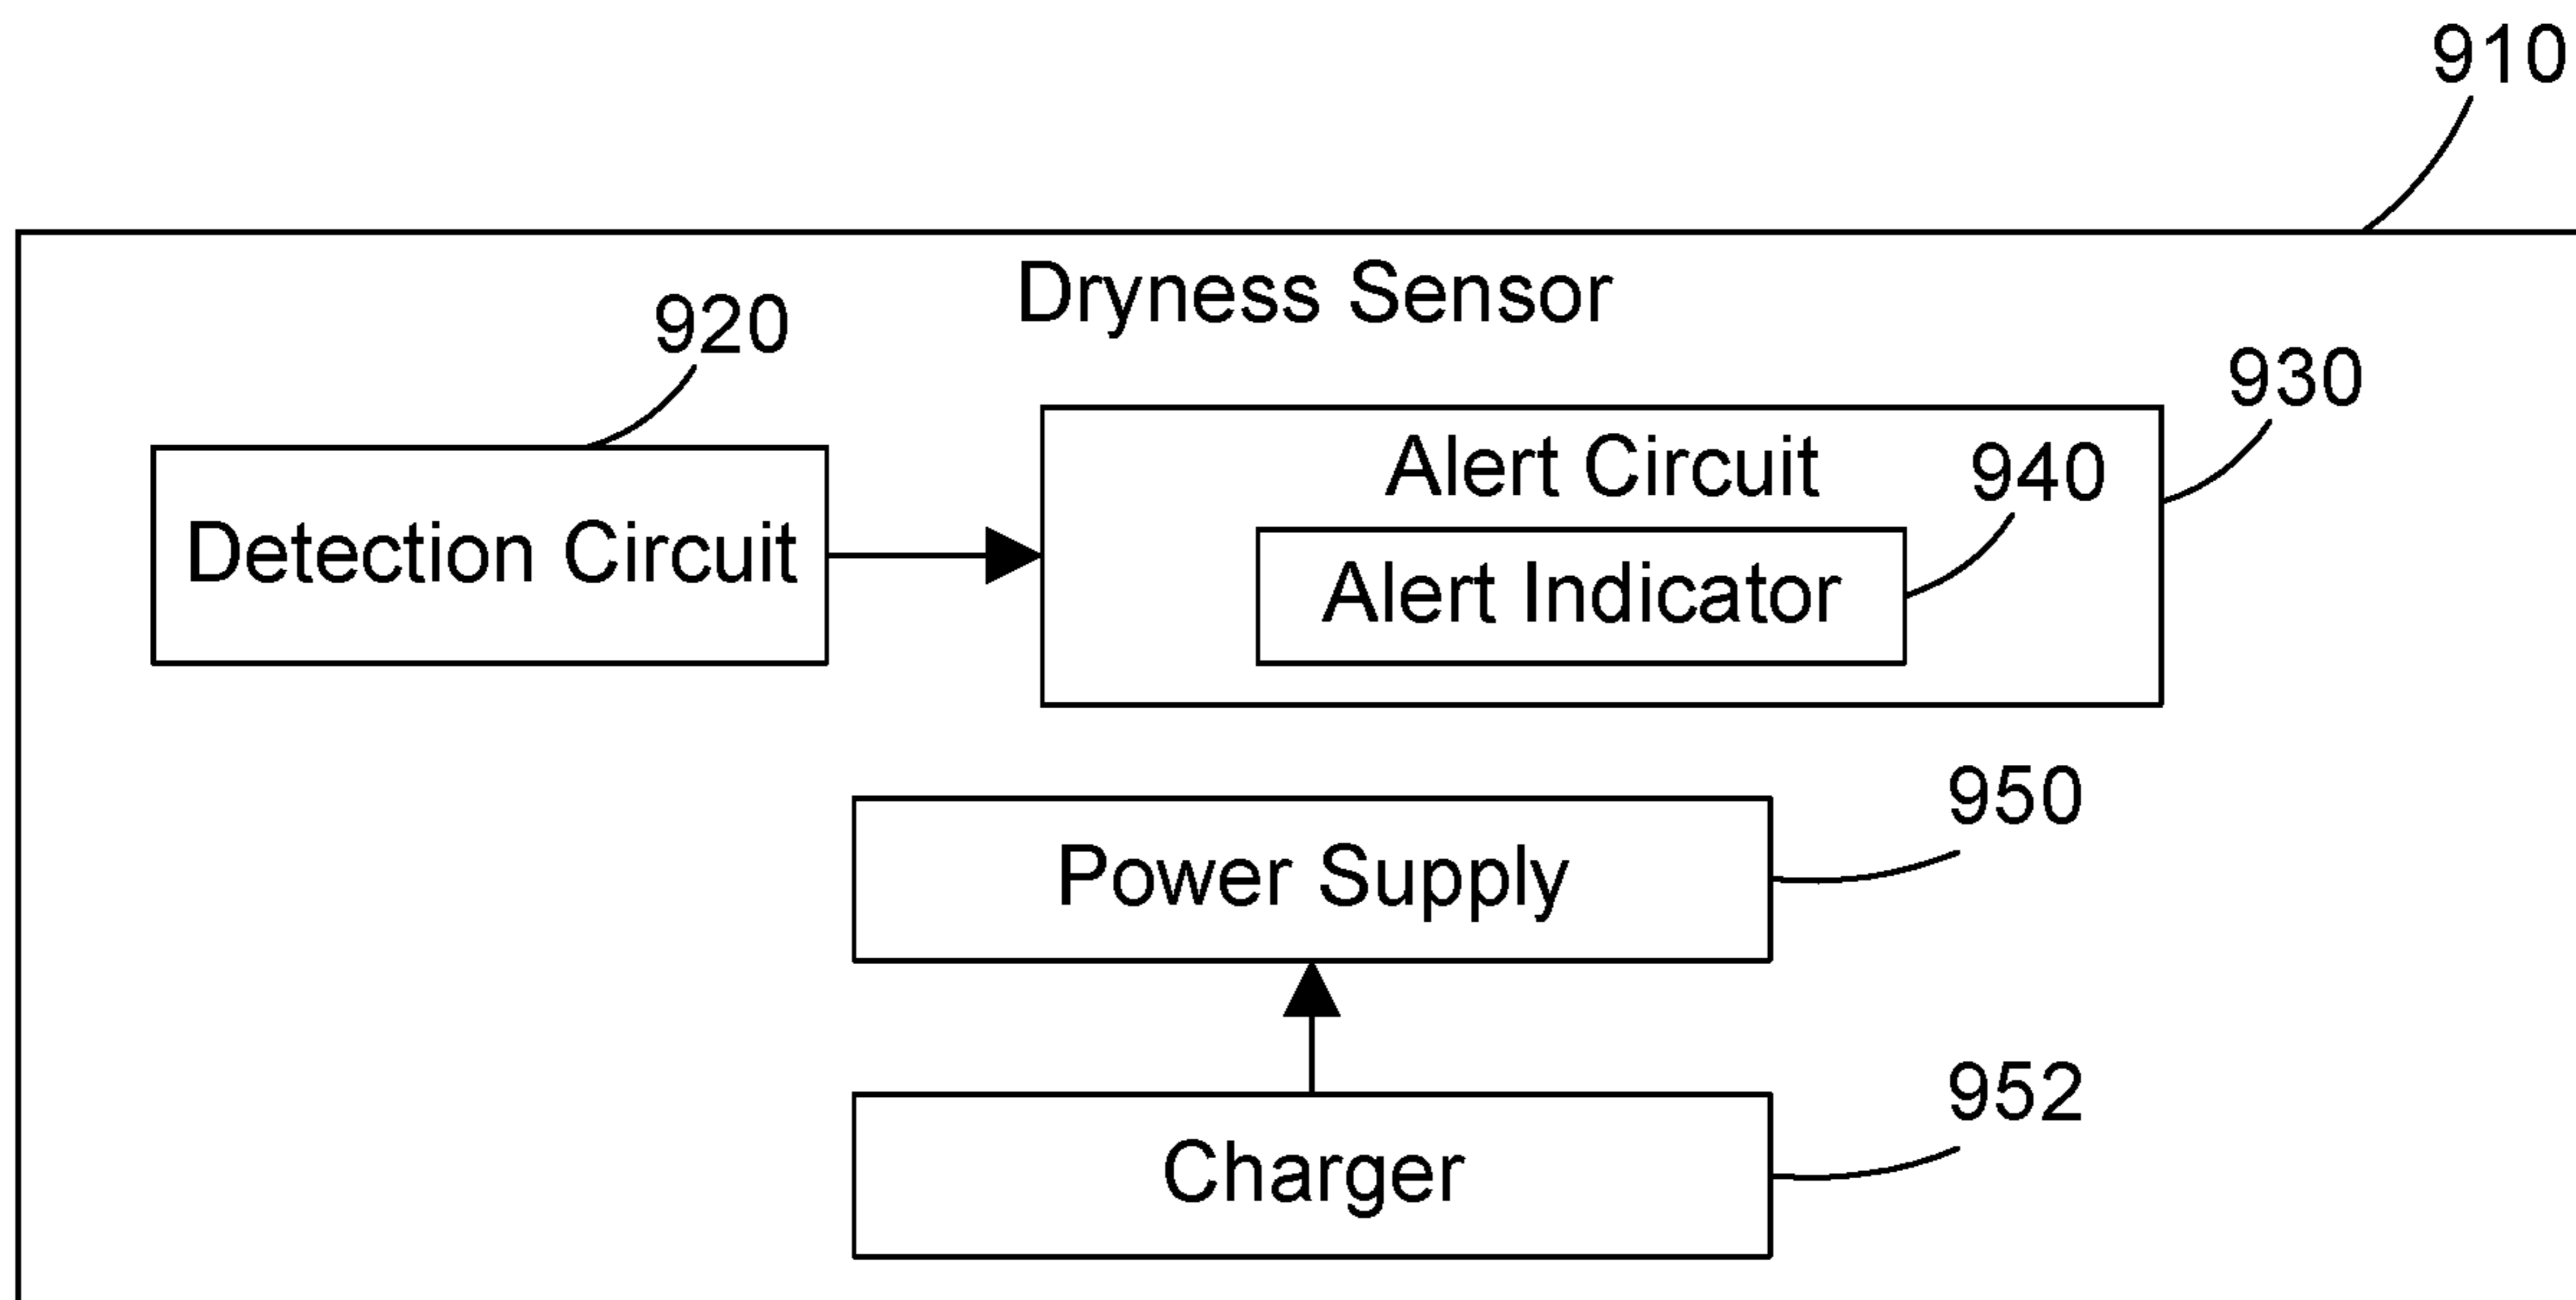 910
Dryness Sensor
920
930
Alert Circuit
940
Detection Circuit
Alert Indicator
950
Power Supply
952
Charger